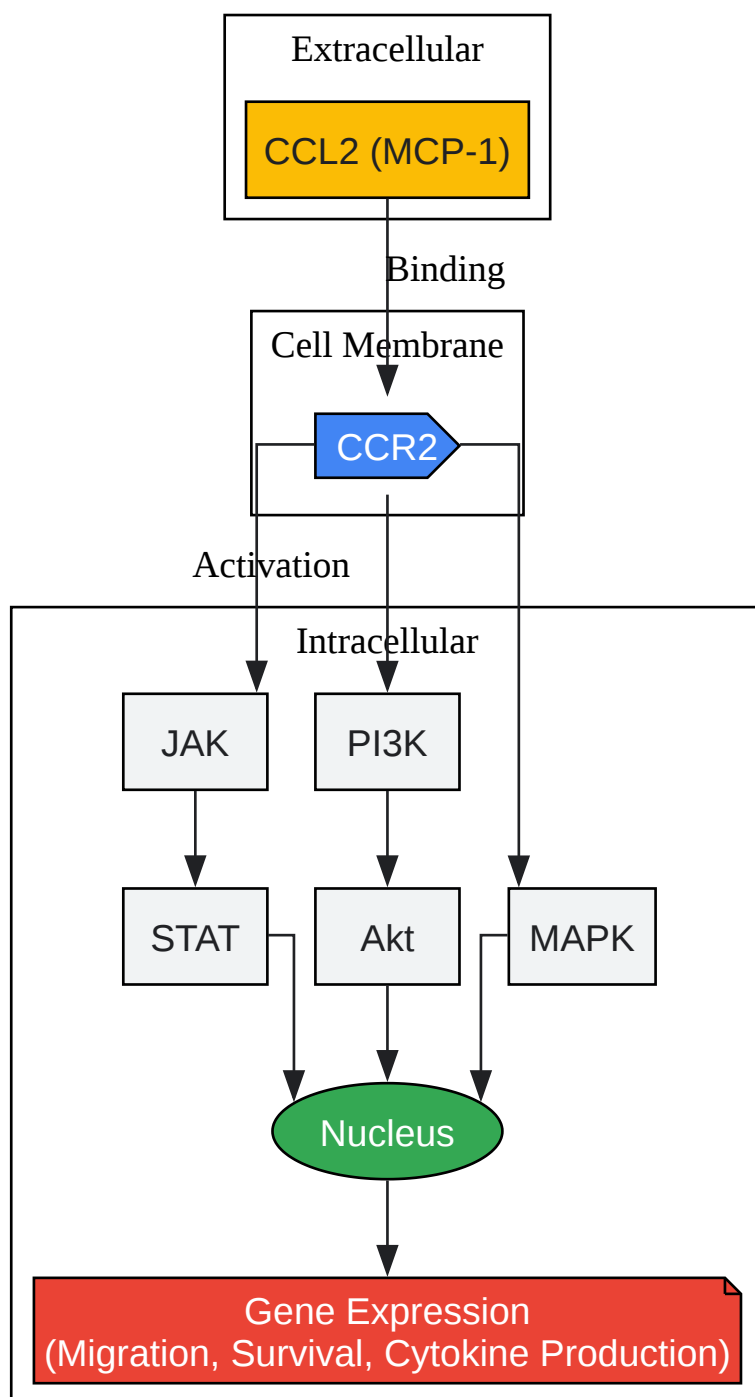 Extracellular
CCL2 (MCP-1)
Binding
Cell Membrane
CCR2
Activation
Intracellular
JAK
PI3K
STAT
Akt
MAPK
Nucleus
Gene Expression
(Migration, Survival, Cytokine Production)